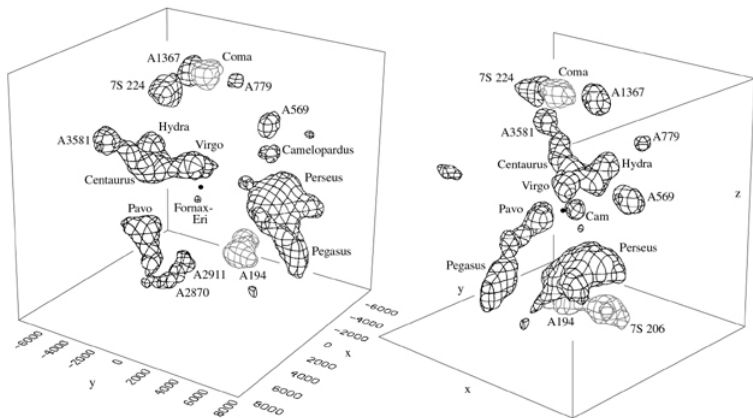 A1367
Coma
7S 224
A779
A569
A3581
Hydra
Virgo
Camelopardus
Centaurus
Perseus
Fornax-
Eri
Pavo
Pegasus
A2911
A194
A2870
-6000
-4000
-2000
0
2000
4000
6000
8000
y
-6000
-4000
-2000
0
2000
4000
6000
8000
x
Coma
7S 224
A1367
A3581
A779
Centaurus
Hydra
Virgo
A569
z
Pavo
Cam
Perseus
Pegasus
y
A194
7S 206
x